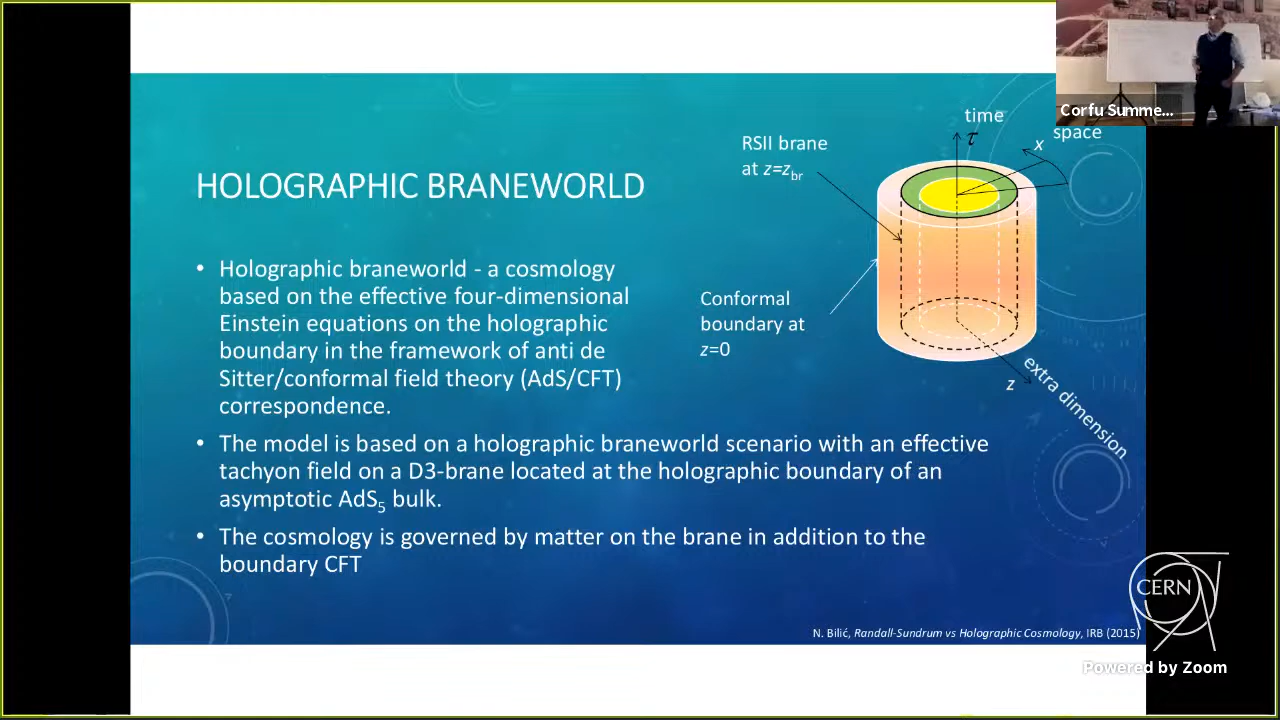 Corfu Summe...
time
τ
x
space
RSII brane
at z=z_br
HOLOGRAPHIC BRANEWORLD
• Holographic braneworld - a cosmology
based on the effective four-dimensional
Einstein equations on the holographic
boundary in the framework of anti de
Sitter/conformal field theory (AdS/CFT)
correspondence.
Conformal
boundary at
z=0
z
extra dimension
• The model is based on a holographic braneworld scenario with an effective
tachyon field on a D3-brane located at the holographic boundary of an
asymptotic AdS₅ bulk.
• The cosmology is governed by matter on the brane in addition to the
boundary CFT
N. Bilić, Randall-Sundrum vs Holographic Cosmology, IRB (2015)
CERN
Powered by Zoom